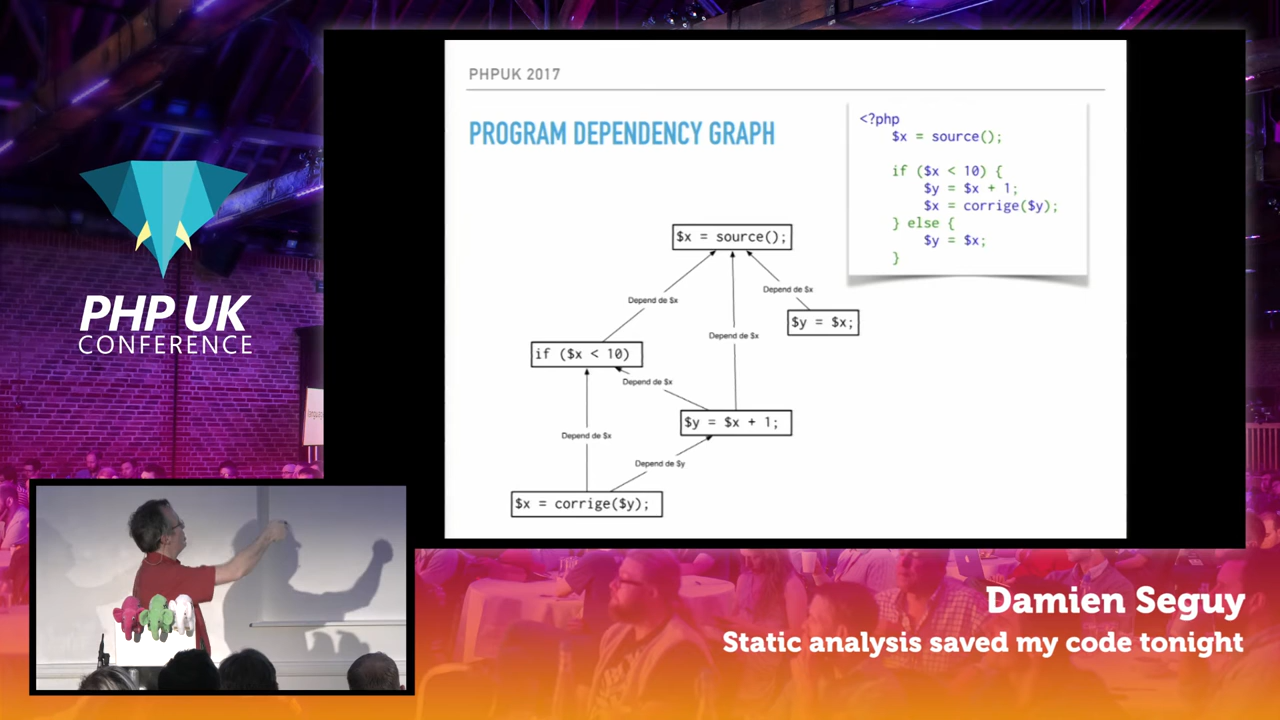 PHPUK 2017
PROGRAM DEPENDENCY GRAPH
<?php
$x = source();
if ($x < 10) {
$y = $x + 1;
$x = corrige($y);
} else {
$y = $x;
}
$x = source();
Depend de $x
Depend de $x
Depend de $x
$y = $x;
if ($x < 10)
Depend de $x
$y = $x + 1;
Depend de $x
Depend de $y
$x = corrige($y);
PHP UK
CONFERENCE
Damien Seguy
Static analysis saved my code tonight